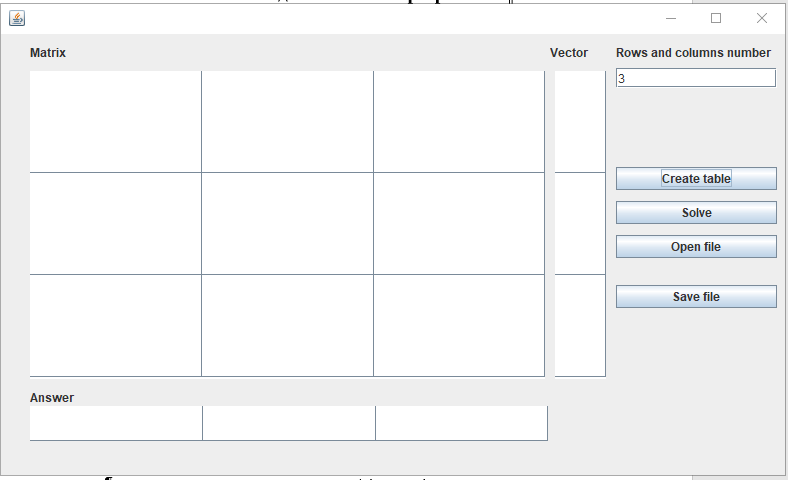 Matrix
Vector
Rows and columns number
3
Create table
Solve
Open file
Save file
Answer